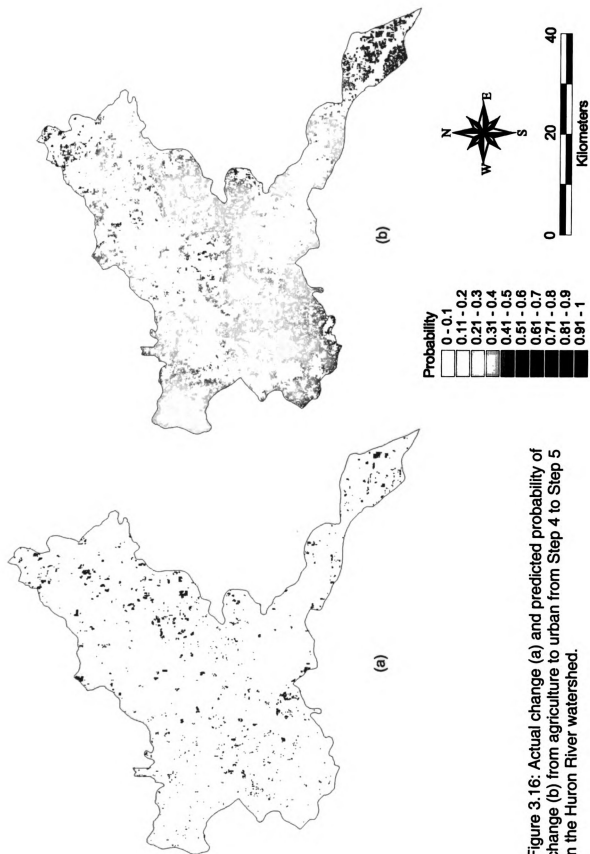 (a)
(b)
Probability
0 - 0.1
0.11 - 0.2
0.21 - 0.3
0.31 - 0.4
0.41 - 0.5
0.51 - 0.6
0.61 - 0.7
0.71 - 0.8
0.81 - 0.9
0.91 - 1
N
W
E
S
0 20 40
Kilometers
Figure 3.16: Actual change (a) and predicted probability of
change (b) from agriculture to urban from Step 4 to Step 5
in the Huron River watershed.